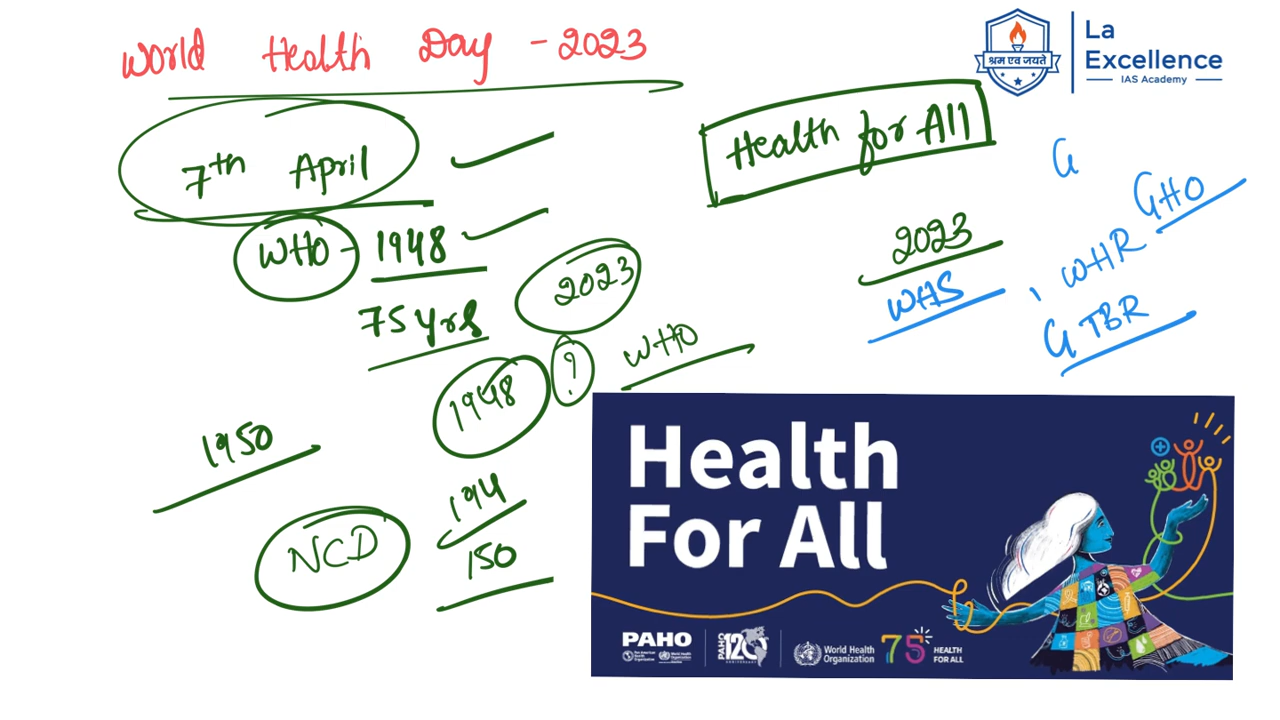 World Health Day - 2023
La
Excellence
IAS Academy
श्रम एव जयते
7th April
Health for All
G
GHO
WHO - 1948
2023
WHR
75 yrs
2023
WHS
GTBR
1948
?
WHO
1950
194
150
NCD
Health
For All
PAHO
PAHO
120
World Health
Organization
75
HEALTH
FOR ALL